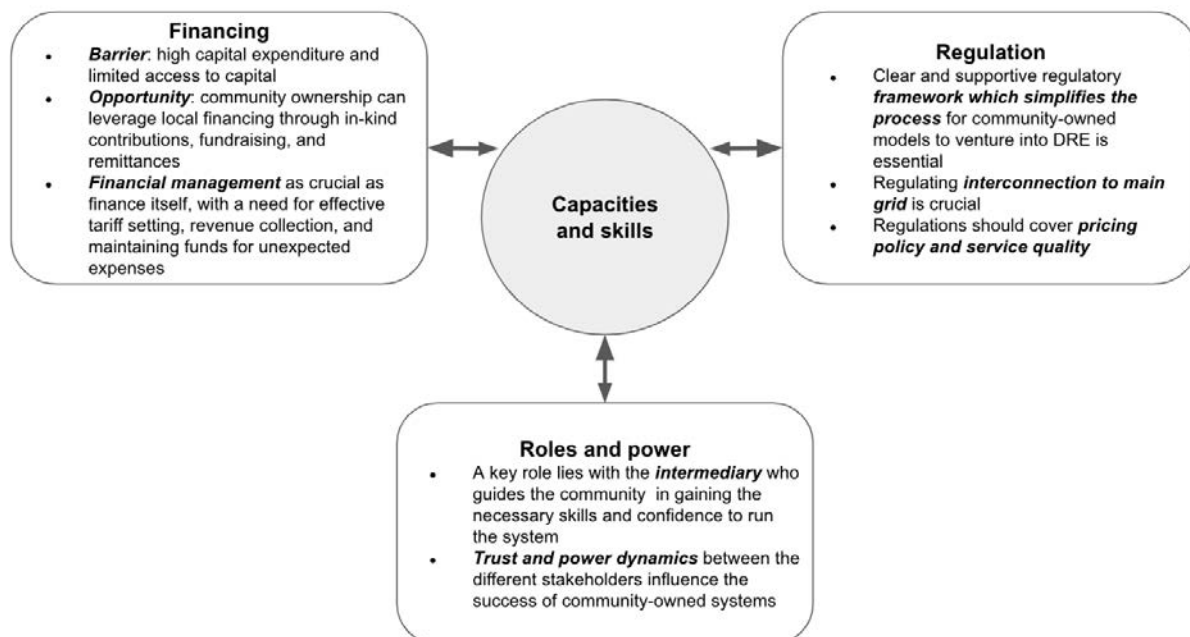 Financing
• Barrier: high capital expenditure and
limited access to capital
• Opportunity: community ownership can
leverage local financing through in-kind
contributions, fundraising, and
remittances
• Financial management as crucial as
finance itself, with a need for effective
tariff setting, revenue collection, and
maintaining funds for unexpected
expenses
Capacities
and skills
Regulation
• Clear and supportive regulatory
framework which simplifies the
process for community-owned
models to venture into DRE is
essential
• Regulating interconnection to main
grid is crucial
• Regulations should cover pricing
policy and service quality
Roles and power
• A key role lies with the intermediary who
guides the community in gaining the
necessary skills and confidence to run
the system
• Trust and power dynamics between the
different stakeholders influence the
success of community-owned systems